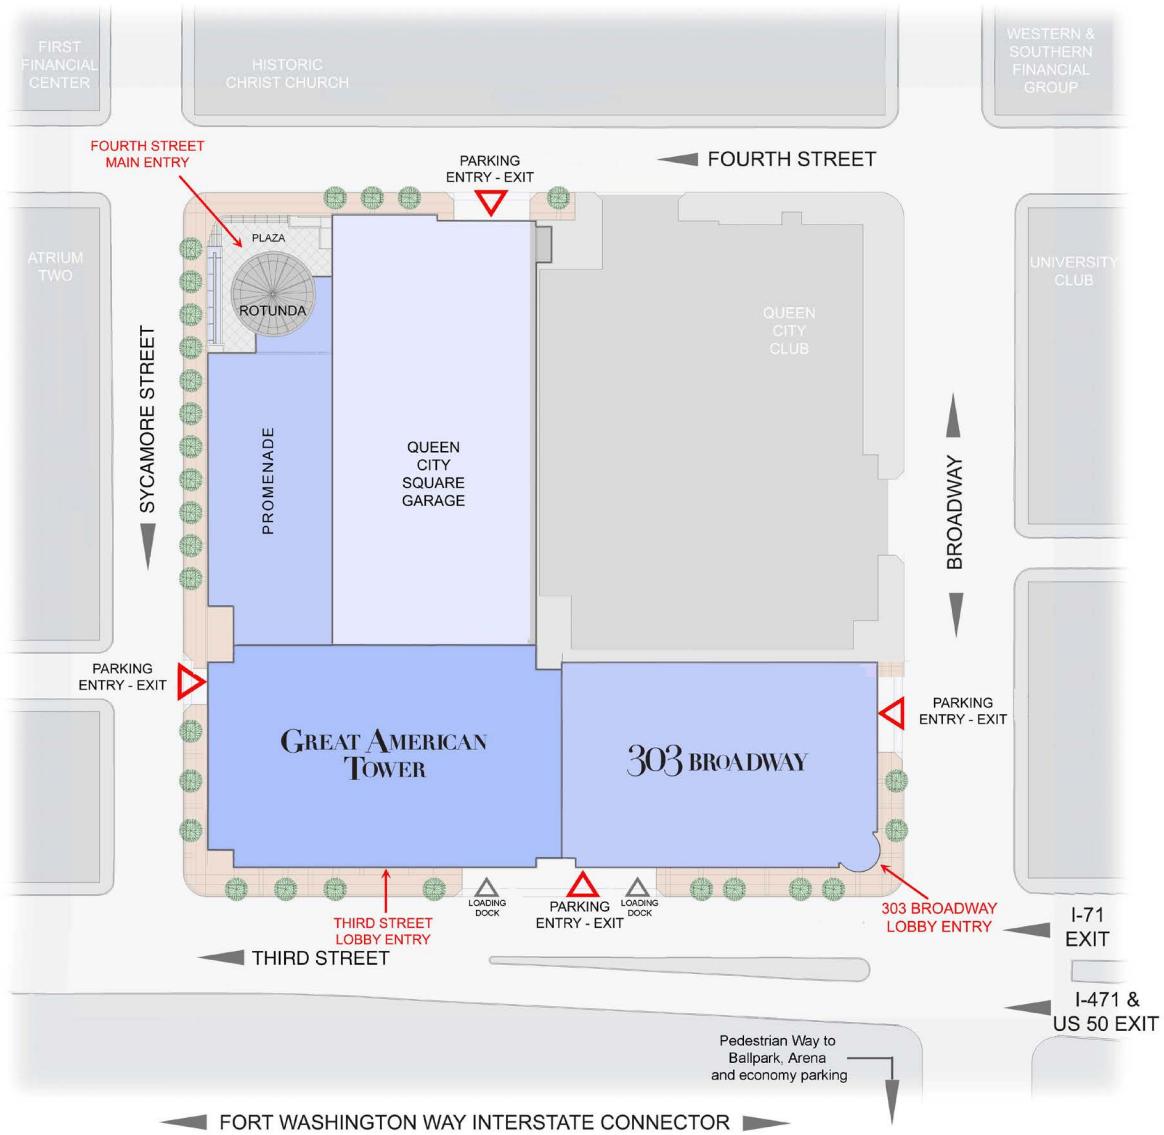 FIRST
FINANCIAL
CENTER
HISTORIC
CHRIST CHURCH
WESTERN &
SOUTHERN
FINANCIAL
GROUP
FOURTH STREET
MAIN ENTRY
PARKING
ENTRY - EXIT
FOURTH STREET
PLAZA
ROTUNDA
ATRIUM
TWO
UNIVERSITY
CLUB
QUEEN
CITY
CLUB
SYCAMORE STREET
PROMENADE
QUEEN
CITY
SQUARE
GARAGE
BROADWAY
PARKING
ENTRY - EXIT
GREAT AMERICAN
TOWER
303 BROADWAY
PARKING
ENTRY - EXIT
LOADING
DOCK
PARKING
ENTRY - EXIT
LOADING
DOCK
THIRD STREET
LOBBY ENTRY
303 BROADWAY
LOBBY ENTRY
I-71
EXIT
THIRD STREET
I-471 &
US 50 EXIT
Pedestrian Way to
Ballpark, Arena
and economy parking
FORT WASHINGTON WAY INTERSTATE CONNECTOR